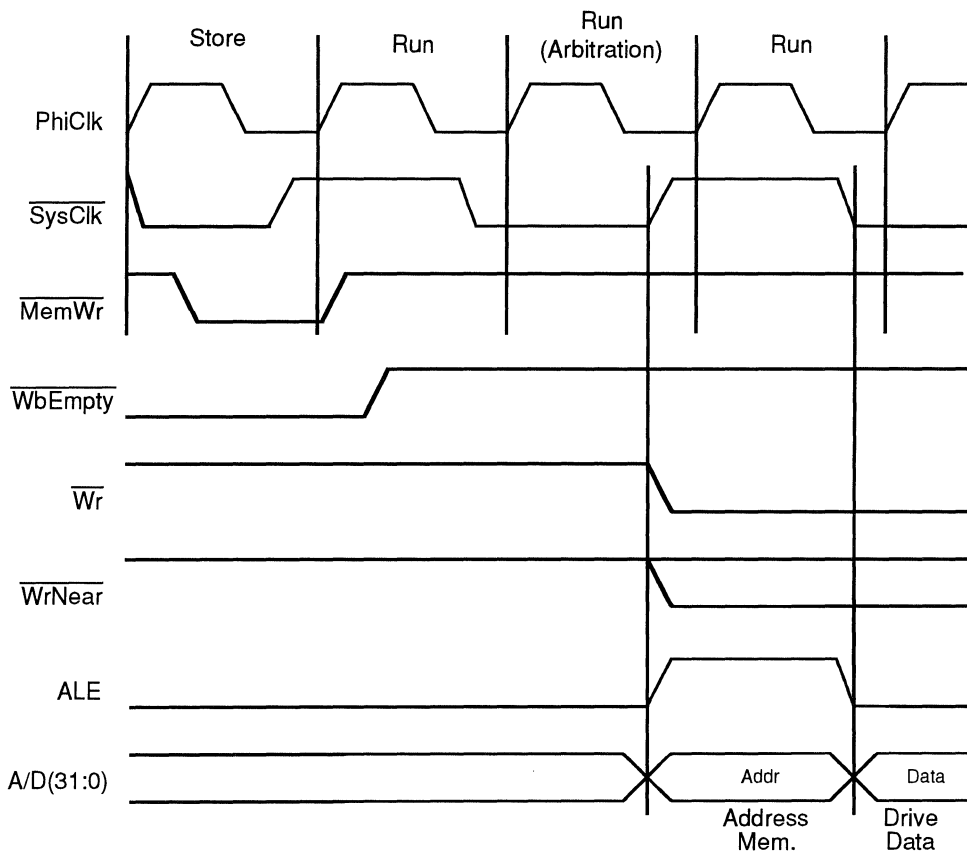 Store
Run
Run
(Arbitration)
Run
PhiClk
SysClk
MemWr
WbEmpty
Wr
WrNear
ALE
A/D(31:0)
Addr
Data
Address
Mem.
Drive
Data